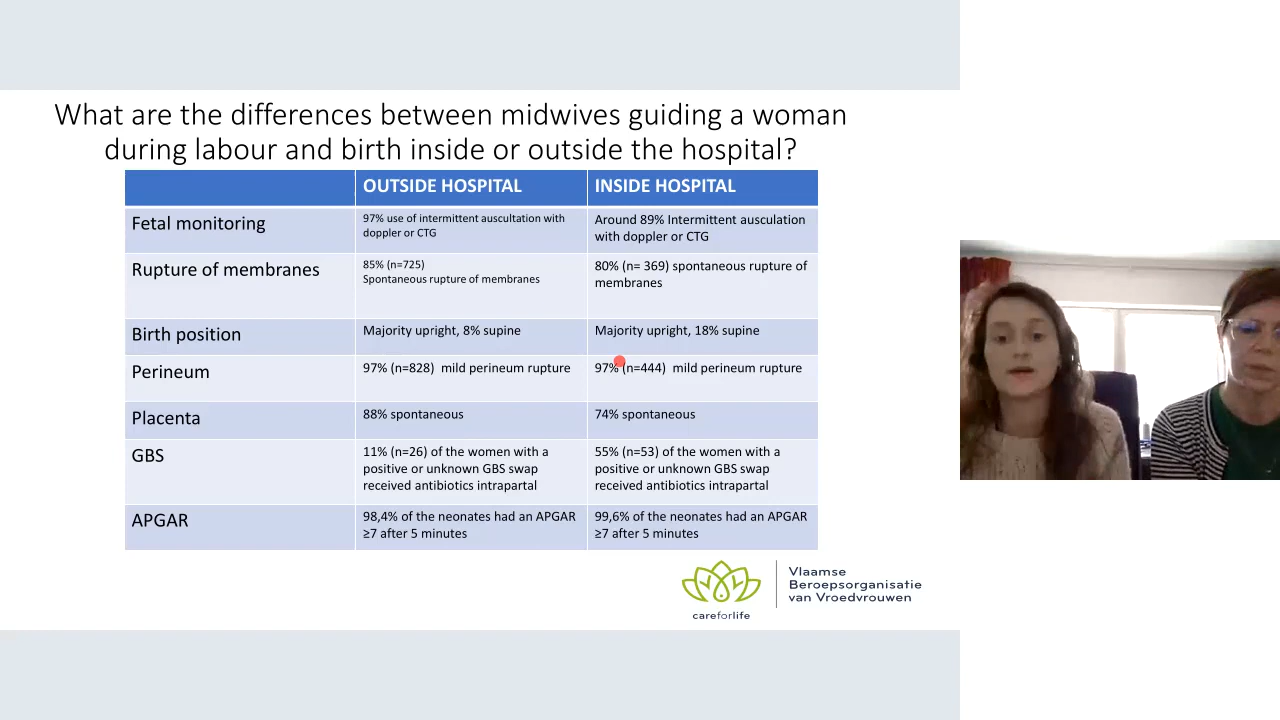 What are the differences between midwives guiding a woman
during labour and birth inside or outside the hospital?
OUTSIDE HOSPITAL
INSIDE HOSPITAL
Fetal monitoring
97% use of intermittent auscultation with
doppler or CTG
Around 89% Intermittent ausculation
with doppler or CTG
Rupture of membranes
85% (n=725)
Spontaneous rupture of membranes
80% (n= 369) spontaneous rupture of
membranes
Birth position
Majority upright, 8% supine
Majority upright, 18% supine
Perineum
97% (n=828) mild perineum rupture
97% (n=444) mild perineum rupture
Placenta
88% spontaneous
74% spontaneous
GBS
11% (n=26) of the women with a
positive or unknown GBS swap
received antibiotics intrapartal
55% (n=53) of the women with a
positive or unknown GBS swap
received antibiotics intrapartal
APGAR
98,4% of the neonates had an APGAR
≥7 after 5 minutes
99,6% of the neonates had an APGAR
≥7 after 5 minutes
careforlife
Vlaamse
Beroepsorganisatie
van Vroedvrouwen